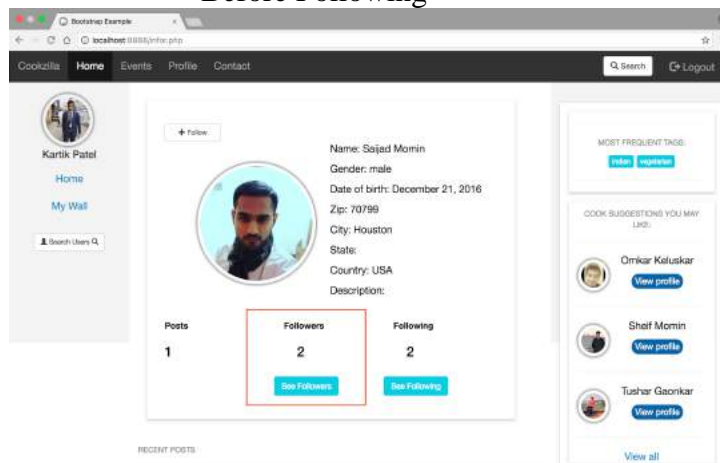 Before Following
Bootstrap Example
localhost:8888/infor.php
Cookzilla Home Events Profile Contact Search Logout
Kartik Patel
Home
My Wall
Search Users
Follow
Name: Saijad Momin
Gender: male
Date of birth: December 21, 2016
Zip: 70799
City: Houston
State:
Country: USA
Description:
Posts Followers Following
1 2 2
See Followers See Following
RECENT POSTS
MOST FREQUENT TAGS:
indian vegetarian
COOK SUGGESTIONS YOU MAY
LIKE:
Omkar Keluskar
View profile
Sheif Momin
View profile
Tushar Gaonkar
View profile
View all